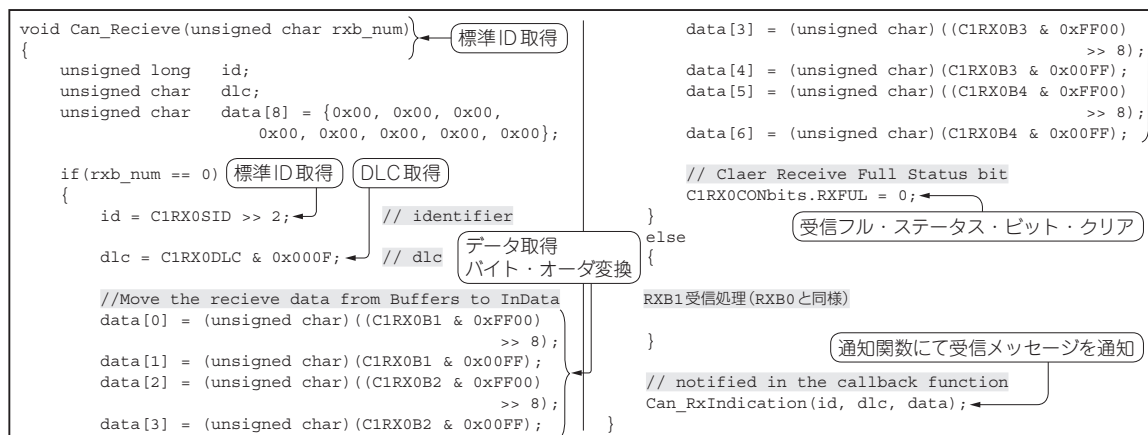 void Can_Recieve(unsigned char rxb_num)
標準ID取得
{
unsigned long id;
unsigned char dlc;
unsigned char data[8] = {0x00, 0x00, 0x00,
0x00, 0x00, 0x00, 0x00, 0x00};
if(rxb_num == 0)
標準ID取得
DLC取得
{
id = C1RX0SID >> 2; // identifier
dlc = C1RX0DLC & 0x000F; // dlc
データ取得
バイト・オーダ変換
//Move the recieve data from Buffers to InData
data[0] = (unsigned char)((C1RX0B1 & 0xFF00)
>> 8);
data[1] = (unsigned char)(C1RX0B1 & 0x00FF);
data[2] = (unsigned char)((C1RX0B2 & 0xFF00)
>> 8);
data[3] = (unsigned char)(C1RX0B2 & 0x00FF);
data[3] = (unsigned char)((C1RX0B3 & 0xFF00)
>> 8);
data[4] = (unsigned char)(C1RX0B3 & 0x00FF);
data[5] = (unsigned char)((C1RX0B4 & 0xFF00)
>> 8);
data[6] = (unsigned char)(C1RX0B4 & 0x00FF);
// Claer Receive Full Status bit
C1RX0CONbits.RXFUL = 0;
受信フル・ステータス・ビット・クリア
}
else
{
RXB1受信処理(RXB0と同様)
}
通知関数にて受信メッセージを通知
// notified in the callback function
Can_RxIndication(id, dlc, data);
}